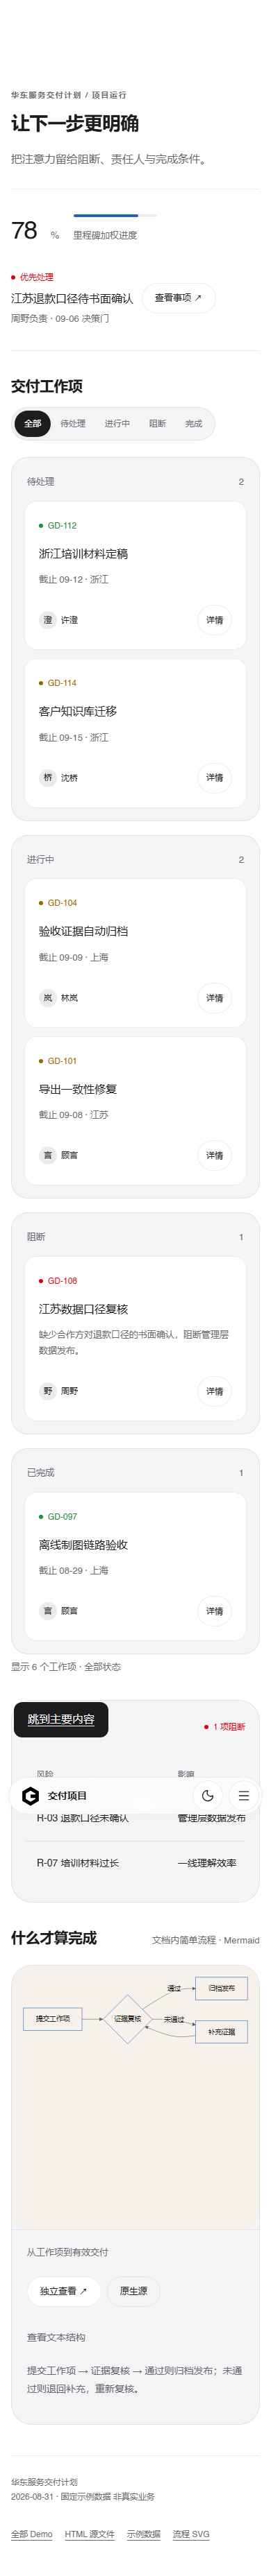 华东服务交付计划 / 项目运行
让下一步更明确
把注意力留给阻断、责任人与完成条件。
78 %
里程碑加权进度
优先处理
江苏退款口径待书面确认
查看事项 ↗
周野负责 · 09-06 决策门
交付工作项
全部 待处理 进行中 阻断 完成
待处理 2
GD-112
浙江培训材料定稿
截止 09-12 · 浙江
澄 许澄 详情
GD-114
客户知识库迁移
截止 09-15 · 浙江
桥 沈桥 详情
进行中 2
GD-104
验收证据自动归档
截止 09-09 · 上海
岚 林岚 详情
GD-101
导出一致性修复
截止 09-08 · 江苏
言 顾言 详情
阻断 1
GD-108
江苏数据口径复核
缺少合作方对退款口径的书面确认，阻断管理层
数据发布。
野 周野 详情
已完成 1
GD-097
离线制图链路验收
截止 08-29 · 上海
言 顾言 详情
显示 6 个工作项 · 全部状态
跳到主要内容
1 项阻断
风险 影响
交付项目
R-03 退款口径未确认 管理层数据发布
R-07 培训材料过长 一线理解效率
什么才算完成
文档内简单流程 · Mermaid
提交工作项
证据复核
通过
归档发布
未通过
补充证据
从工作项到有效交付
独立查看 ↗ 原生源
查看文本结构
提交工作项 → 证据复核 → 通过则归档发布；未通
过则退回补充，重新复核。
华东服务交付计划
2026-08-31 · 固定示例数据 非真实业务
全部 Demo HTML 源文件 示例数据 流程 SVG